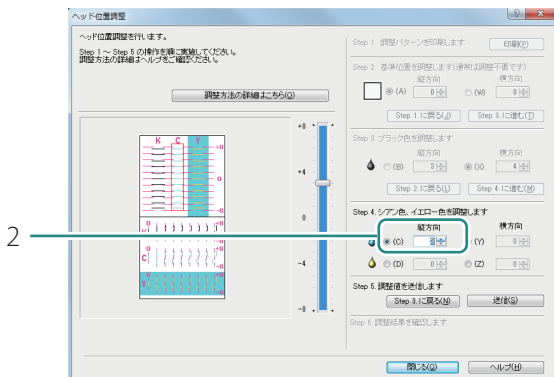 ヘッド位置調整
ヘッド位置調整を行います。
Step 1 ～ Step 5 の操作を順に実施してください。
調整方法の詳細はヘルプをご確認ください。
調整方法の詳細はこちら(O)
K C Y
+8
0
-8
M
C
Y
+8
+4
0
-4
-8
Step 1. 調整パターンを印刷します
印刷(P)
Step 2. 基準位置を調整します(通常は調整不要です)
縦方向 横方向
(A) 0 (W) 0
Step 1.に戻る(J) Step 3.に進む(T)
Step 3. ブラック色を調整します
縦方向 横方向
(B) 3 (X) 4
Step 2.に戻る(L) Step 4.に進む(M)
Step 4. シアン色、イエロー色を調整します
縦方向 横方向
(C) (Y) 0
(D) 0 (Z) 0
Step 5. 調整値を送信します
Step 3.に戻る(N) 送信(S)
Step 6. 調整結果を確認します
閉じる(Q) ヘルプ(H)
2